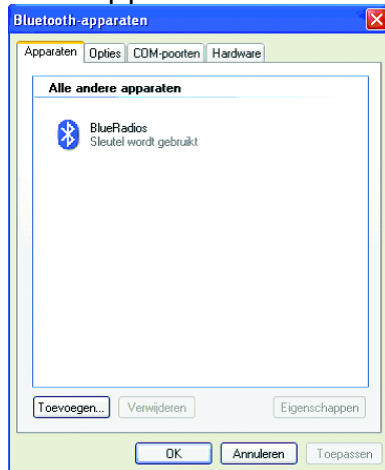 Bluetooth-apparaten
Apparaten Opties COM-poorten Hardware
Alle andere apparaten
BlueRadios
Sleutel wordt gebruikt
Toevoegen... Verwijderen Eigenschappen
OK Annuleren Toepassen